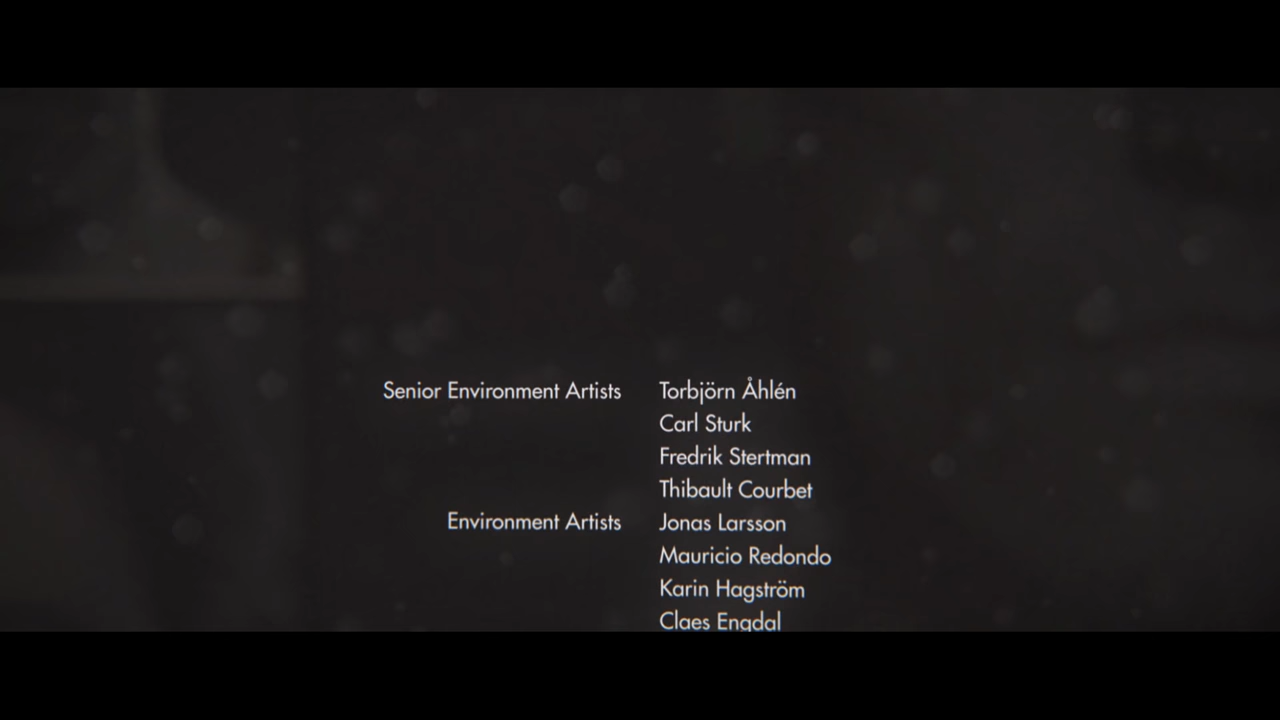 Senior Environment Artists Torbjörn Åhlén
Carl Sturk
Fredrik Stertman
Thibault Courbet
Environment Artists Jonas Larsson
Mauricio Redondo
Karin Hagström
Claes Engdal